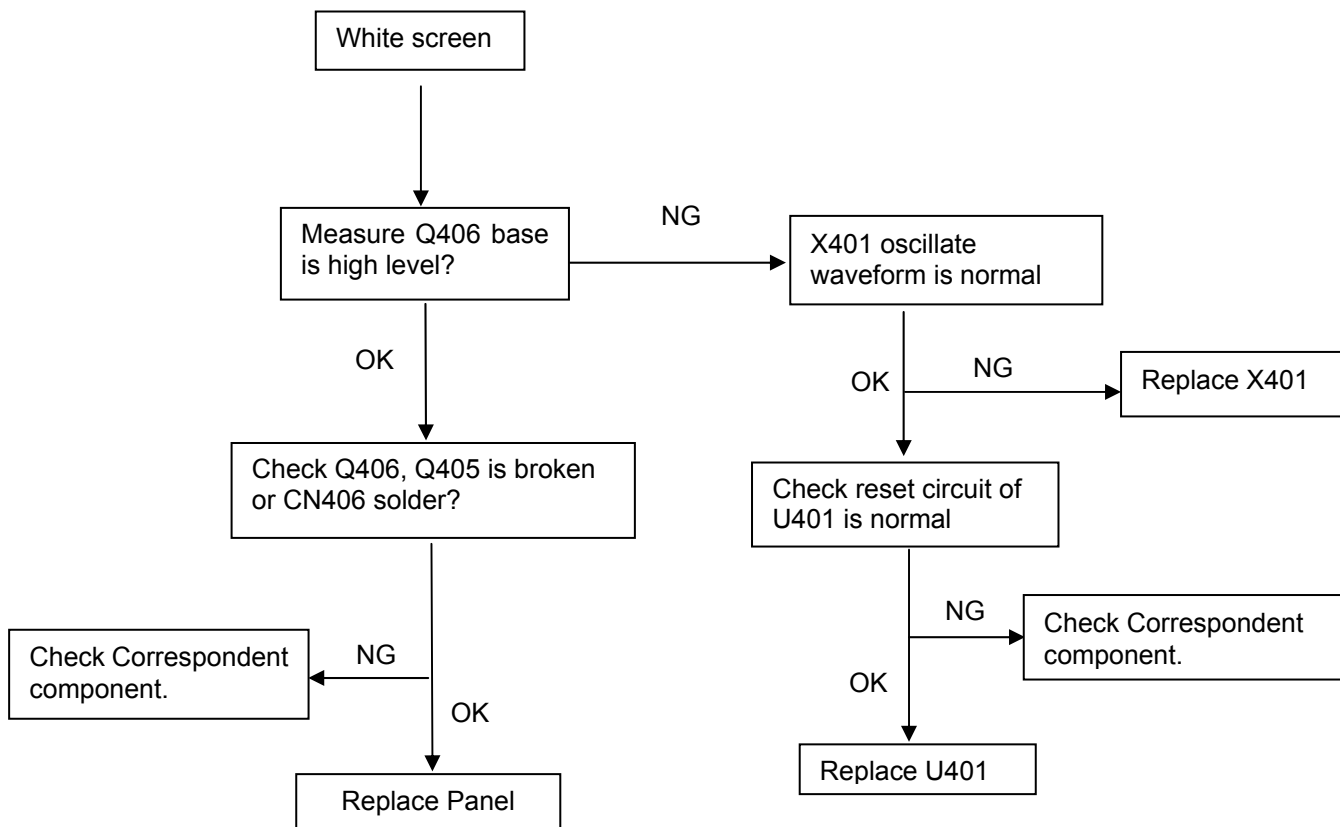 White screen
Measure Q406 base
is high level?
NG
X401 oscillate
waveform is normal
OK
OK
NG
Replace X401
Check Q406, Q405 is broken
or CN406 solder?
Check reset circuit of
U401 is normal
Check Correspondent
component.
NG
OK
NG
Check Correspondent
component.
OK
Replace Panel
Replace U401